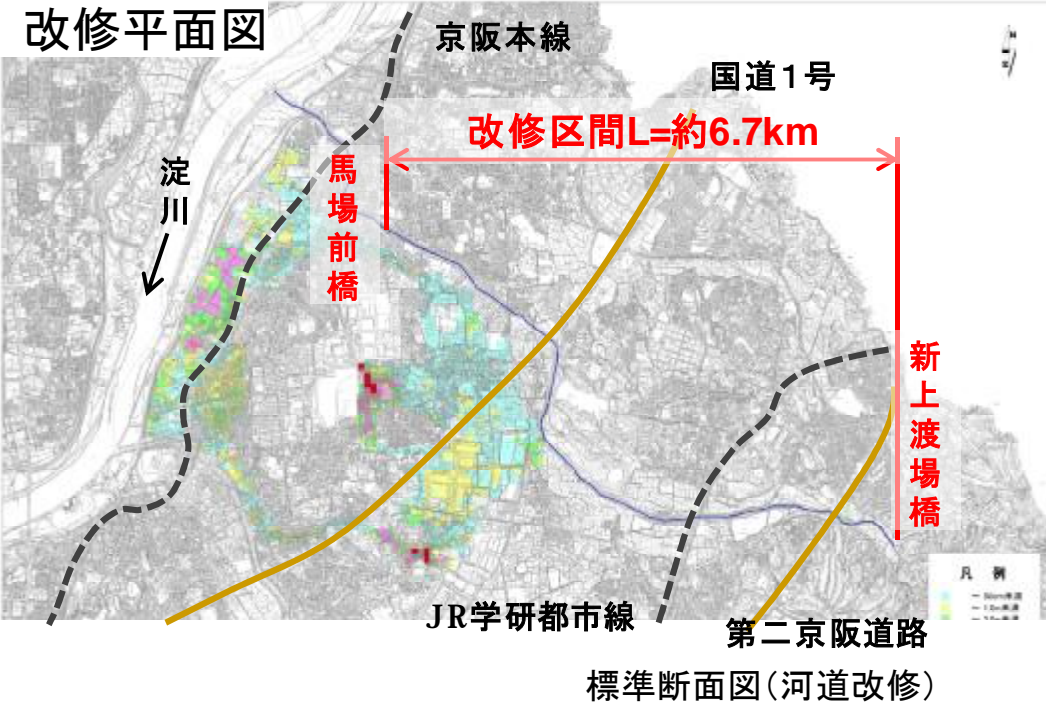 改修平面図
京阪本線
国道1号
改修区間L=約6.7km
淀川
馬場前橋
新上渡場橋
凡 例
JR学研都市線
第二京阪道路
標準断面図(河道改修)